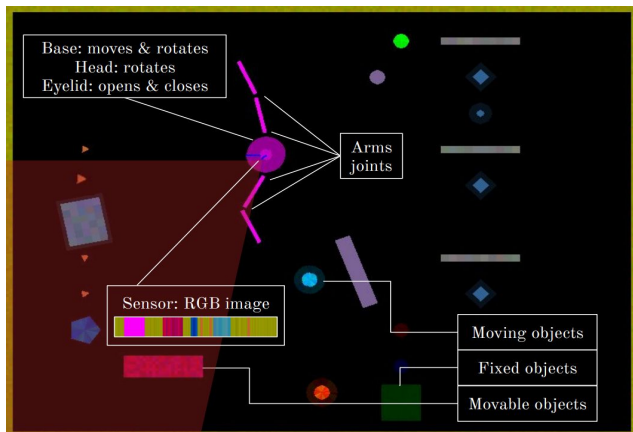 Base: moves & rotates
Head: rotates
Eyelid: opens & closes
Arms
joints
Sensor: RGB image
Moving objects
Fixed objects
Movable objects